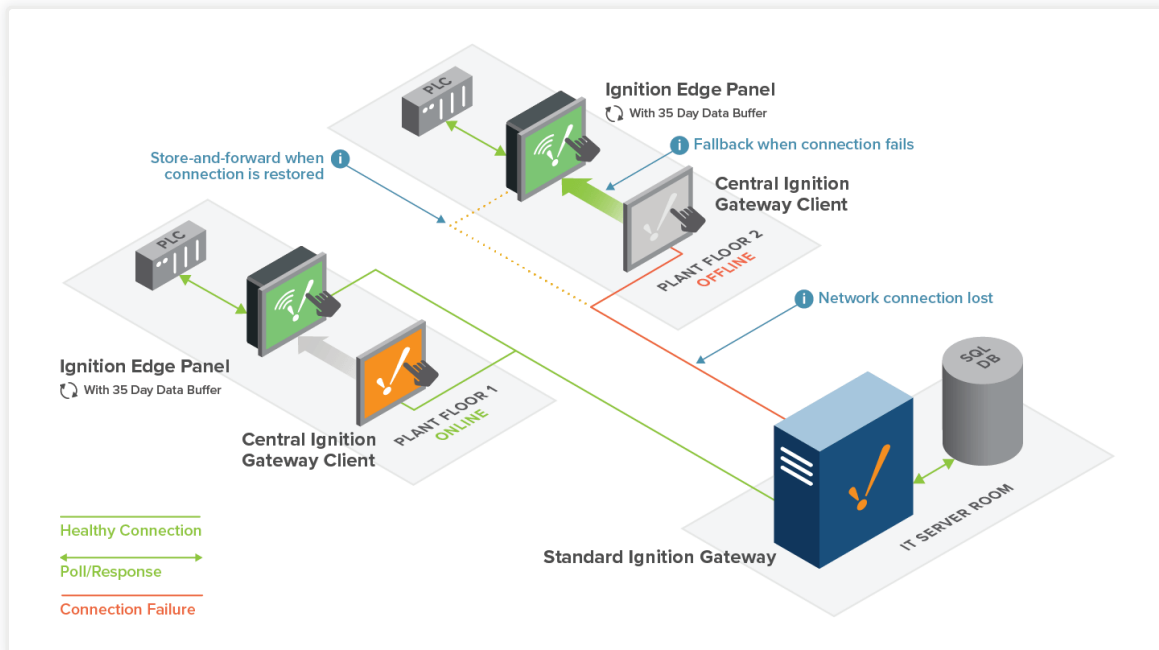 PLC
Ignition Edge Panel
With 35 Day Data Buffer
i Fallback when connection fails
Store-and-forward when i
connection is restored
Central Ignition
Gateway Client
PLANT FLOOR 2
OFFLINE
PLC
i Network connection lost
Ignition Edge Panel
With 35 Day Data Buffer
SQL
DB
Central Ignition
Gateway Client
PLANT FLOOR 1
ONLINE
IT SERVER ROOM
Standard Ignition Gateway
Healthy Connection
Poll/Response
Connection Failure